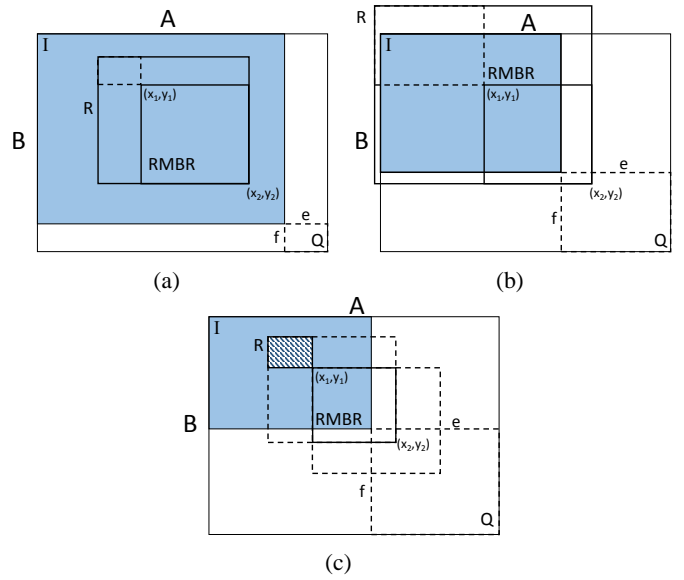 A
I
(x₁,y₁)
R
B
RMBR
(x₂,y₂)
e
f
Q
(a)
R
A
I
RMBR
(x₁,y₁)
B
e
(x₂,y₂)
f
Q
(b)
A
I
R
(x₁,y₁)
B
RMBR
e
(x₂,y₂)
f
Q
(c)